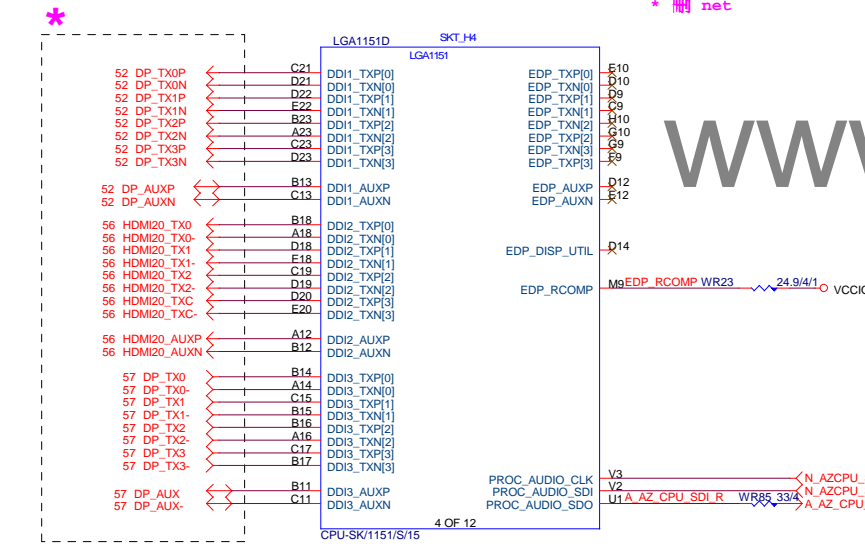 * 刪 net
*
LGA1151D SKT_H4
LGA1151
52 DP_TX0P C21 DDI1_TXP[0] EDP_TXP[0] E10
52 DP_TX0N D21 DDI1_TXN[0] EDP_TXN[0] D10
52 DP_TX1P D22 DDI1_TXP[1] EDP_TXP[1] D9
52 DP_TX1N E22 DDI1_TXN[1] EDP_TXN[1] C9
52 DP_TX2P B23 DDI1_TXP[2] EDP_TXN[2] H10
52 DP_TX2N A23 DDI1_TXN[2] EDP_TXP[2] G10
52 DP_TX3P C23 DDI1_TXP[3] EDP_TXN[3] G9
52 DP_TX3N D23 DDI1_TXN[3] EDP_TXP[3] F9
52 DP_AUXP B13 DDI1_AUXP EDP_AUXP D12
52 DP_AUXN C13 DDI1_AUXN EDP_AUXN E12
56 HDMI20_TX0 B18 DDI2_TXP[0]
56 HDMI20_TX0- A18 DDI2_TXN[0]
56 HDMI20_TX1 D18 DDI2_TXP[1] EDP_DISP_UTIL D14
56 HDMI20_TX1- E18 DDI2_TXN[1]
56 HDMI20_TX2 C19 DDI2_TXP[2]
56 HDMI20_TX2- D19 DDI2_TXN[2] EDP_RCOMP M9 EDP_RCOMP WR23 24.9/4/1 VCCIO
56 HDMI20_TXC D20 DDI2_TXP[3]
56 HDMI20_TXC- E20 DDI2_TXN[3]
56 HDMI20_AUXP A12 DDI2_AUXP
56 HDMI20_AUXN B12 DDI2_AUXN
57 DP_TX0 B14 DDI3_TXP[0]
57 DP_TX0- A14 DDI3_TXN[0]
57 DP_TX1 C15 DDI3_TXP[1]
57 DP_TX1- B15 DDI3_TXN[1]
57 DP_TX2 B16 DDI3_TXP[2]
57 DP_TX2- A16 DDI3_TXN[2]
57 DP_TX3 C17 DDI3_TXP[3]
57 DP_TX3- B17 DDI3_TXN[3]
PROC_AUDIO_CLK V3 N_AZCPU_
57 DP_AUX B11 DDI3_AUXP PROC_AUDIO_SDI V2 N_AZCPU_
57 DP_AUX- C11 DDI3_AUXN PROC_AUDIO_SDO U1 A_AZ_CPU_SDI_R WR85 33/4 A_AZ_CPU_
4 OF 12
CPU-SK/1151/S/15
www